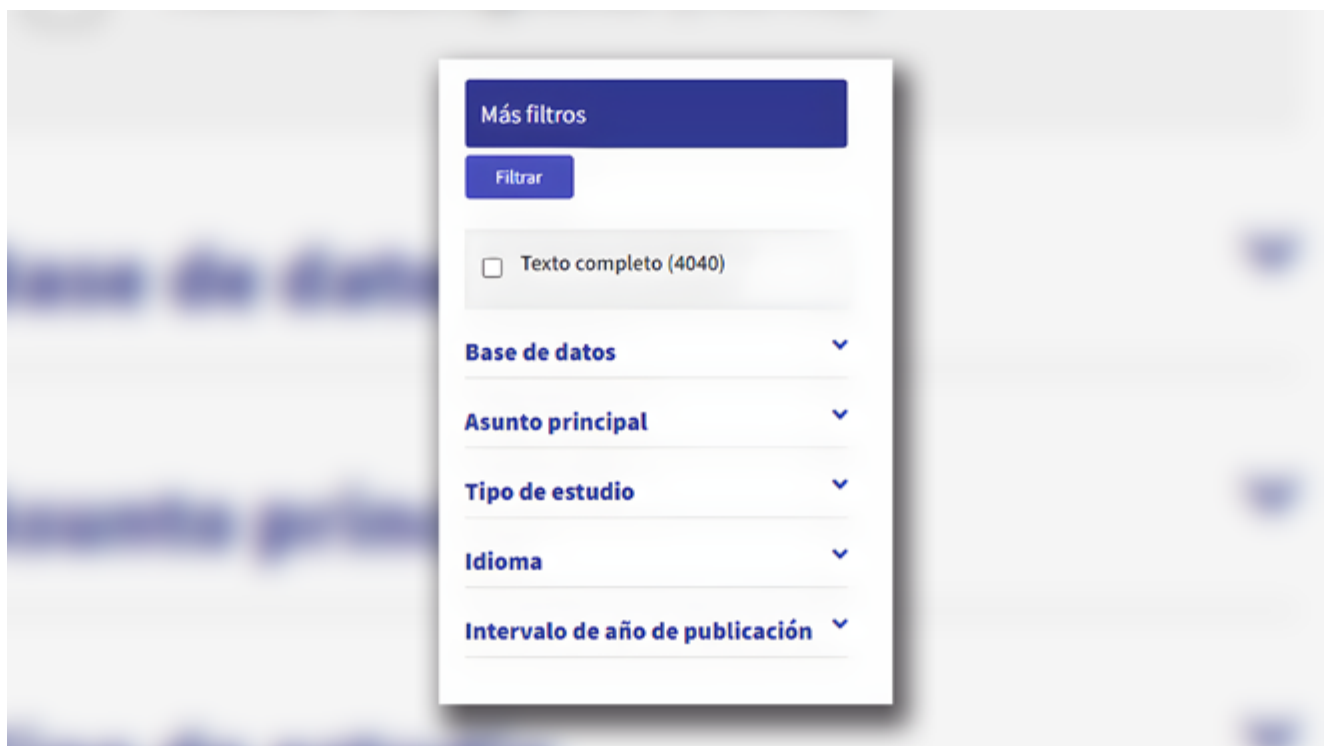 Más filtros
Filtrar
Texto completo (4040)
Base de datos
Asunto principal
Tipo de estudio
Idioma
Intervalo de año de publicación